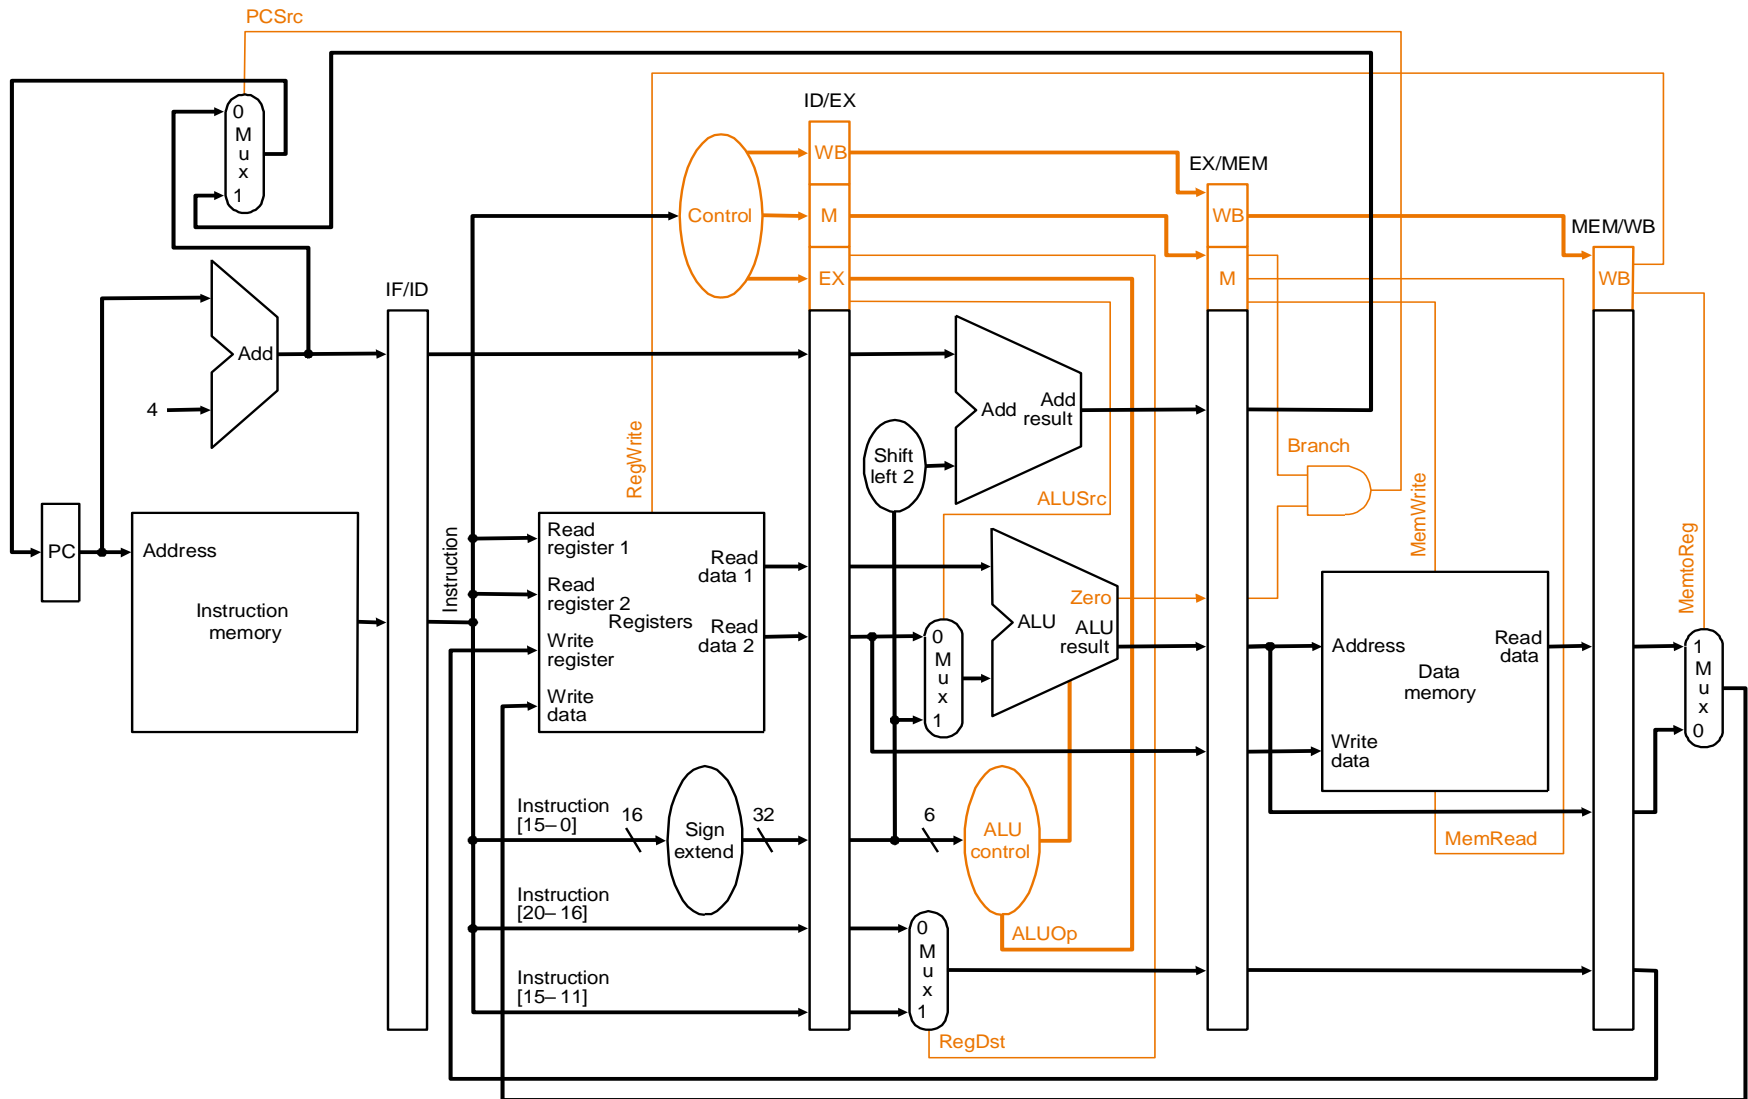 PCSrc
ID/EX
0
M
u
x
1
WB
EX/MEM
Control
M
WB
MEM/WB
EX
M
WB
IF/ID
Add
4
Add
Add
result
Shift
left 2
Branch
RegWrite
ALUSrc
MemWrite
MemtoReg
PC
Address
Instruction
memory
Instruction
Read
register 1
Read
register 2
Registers
Write
register
Write
data
Read
data 1
Read
data 2
0
M
u
x
1
Zero
ALU
ALU
result
Address
Read
data
Data
memory
Write
data
1
M
u
x
0
Instruction
[15– 0]
16
Sign
extend
32
6
ALU
control
MemRead
Instruction
[20– 16]
0
M
u
x
1
ALUOp
Instruction
[15– 11]
RegDst